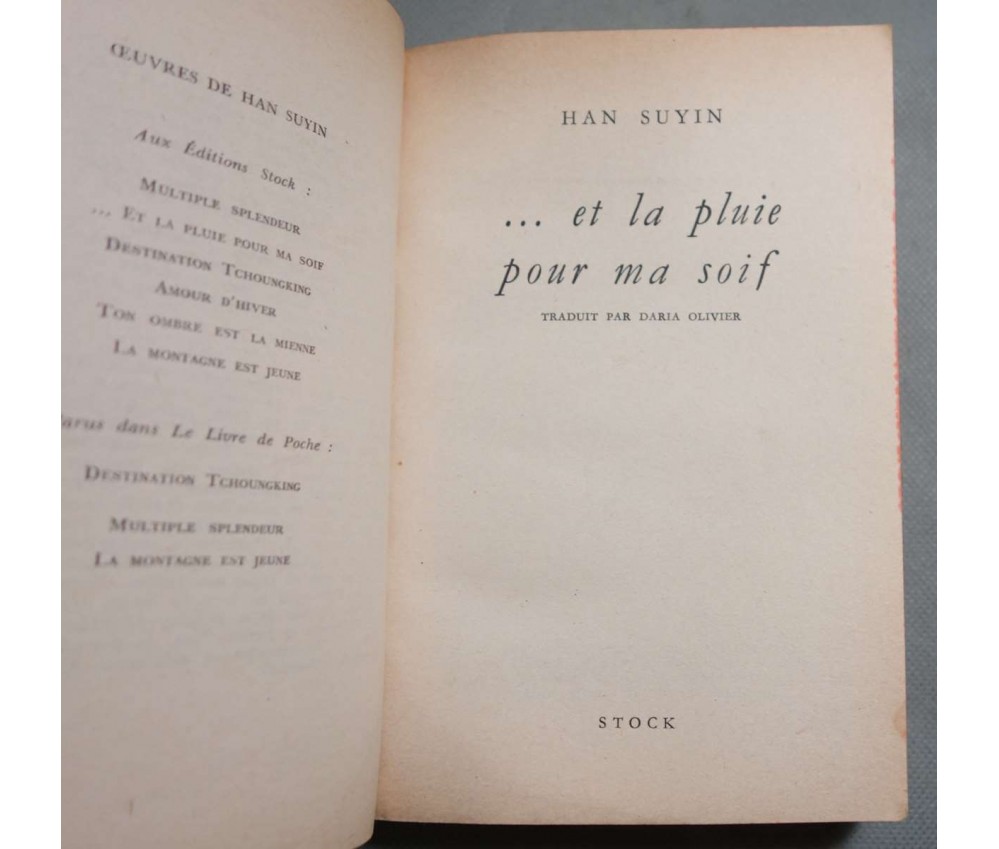 ŒUVRES DE HAN SUYIN
Aux Éditions Stock :
MULTIPLE SPLENDEUR
... ET LA PLUIE POUR MA SOIF
DESTINATION TCHOUNGKING
AMOUR D'HIVER
TON OMBRE EST LA MIENNE
LA MONTAGNE EST JEUNE
Parus dans Le Livre de Poche :
DESTINATION TCHOUNGKING
MULTIPLE SPLENDEUR
LA MONTAGNE EST JEUNE
HAN SUYIN
... et la pluie
pour ma soif
TRADUIT PAR DARIA OLIVIER
STOCK